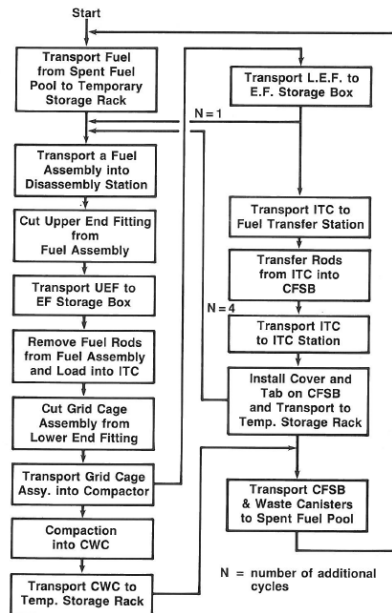 Start
Transport Fuel
from Spent Fuel
Pool to Temporary
Storage Rack
Transport a Fuel
Assembly into
Disassembly Station
Cut Upper End Fitting
from
Fuel Assembly
Transport UEF to
EF Storage Box
Remove Fuel Rods
from Fuel Assembly
and Load into ITC
Cut Grid Cage
Assembly from
Lower End Fitting
Transport Grid Cage
Assy. into Compactor
Compaction
into CWC
Transport CWC to
Temp. Storage Rack
Transport L.E.F. to
E.F. Storage Box
N=1
Transport ITC to
Fuel Transfer Station
Transfer Rods
from ITC into
CFSB
N=4
Transport ITC
to ITC Station
Install Cover and
Tab on CFSB
and Transport to
Temp. Storage Rack
Transport CFSB
& Waste Canisters
to Spent Fuel Pool
N = number of additional
cycles